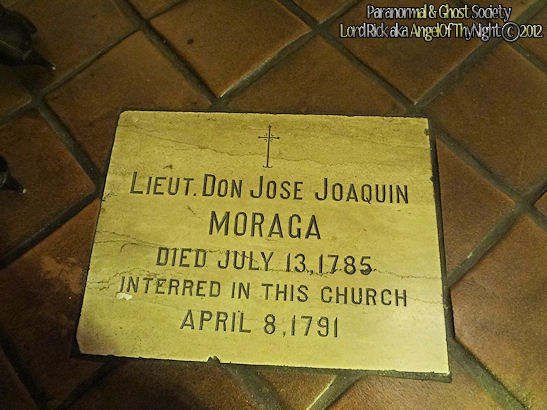 Paranormal & Ghost Society
Lord Rick aka AngelOfThyNight © 2012
LIEUT. DON JOSE JOAQUIN
MORAGA
DIED JULY 13, 1785
INTERRED IN THIS CHURCH
APRIL 8, 1791